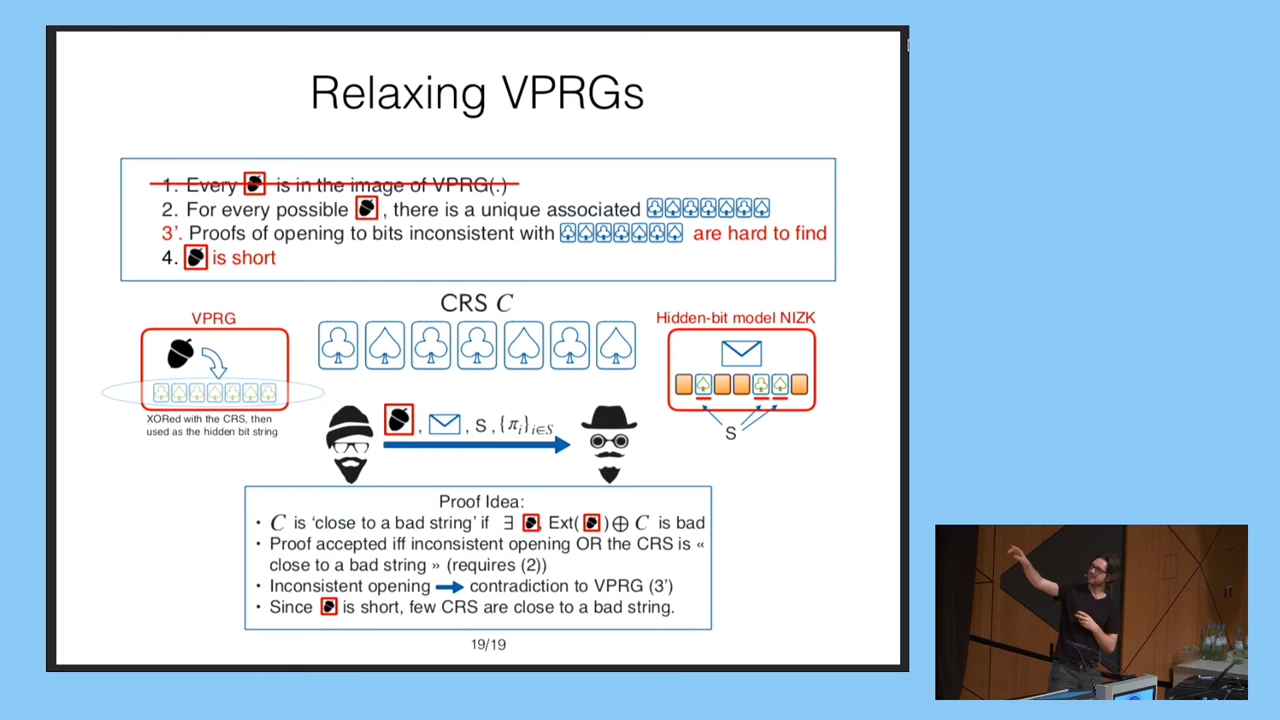 Relaxing VPRGs
1. Every is in the image of VPRG(.)
2. For every possible , there is a unique associated
3'. Proofs of opening to bits inconsistent with are hard to find
4. is short
CRS C
VPRG
Hidden-bit model NIZK
XORed with the CRS, then
used as the hidden bit string
, , S , {π_i}_{i∈S}
S
Proof Idea:
• C is 'close to a bad string' if ∃ , Ext( ) ⊕ C is bad
• Proof accepted iff inconsistent opening OR the CRS is «
close to a bad string » (requires (2))
• Inconsistent opening → contradiction to VPRG (3')
• Since is short, few CRS are close to a bad string.
19/19